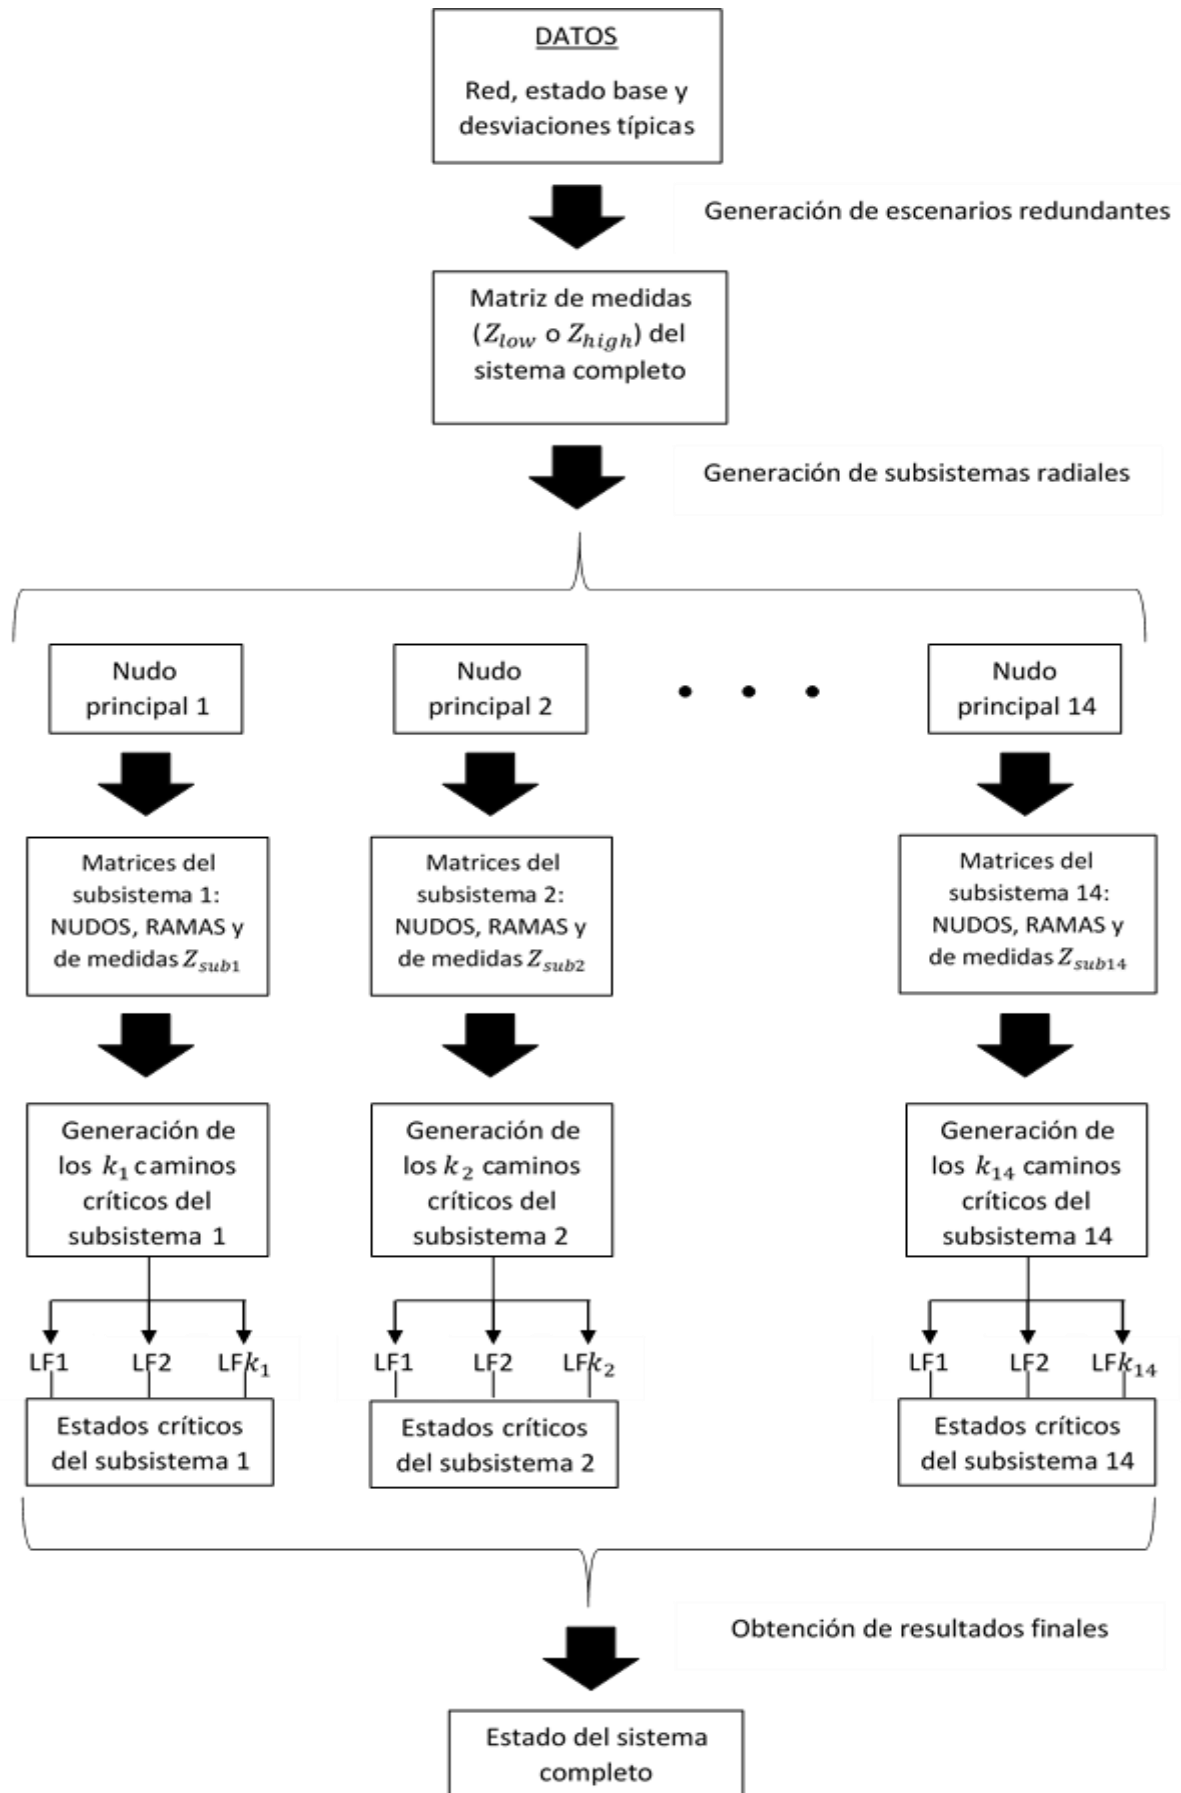 DATOS
Red, estado base y
desviaciones típicas
Generación de escenarios redundantes
Matriz de medidas
(Z_low o Z_high) del
sistema completo
Generación de subsistemas radiales
Nudo
principal 1
Nudo
principal 2
• • •
Nudo
principal 14
Matrices del
subsistema 1:
NUDOS, RAMAS y
de medidas Z_sub1
Matrices del
subsistema 2:
NUDOS, RAMAS y
de medidas Z_sub2
Matrices del
subsistema 14:
NUDOS, RAMAS y
de medidas Z_sub14
Generación de
los k_1 caminos
críticos del
subsistema 1
Generación de
los k_2 caminos
críticos del
subsistema 2
Generación de
los k_14 caminos
críticos del
subsistema 14
LF1 LF2 LFk_1
LF1 LF2 LFk_2
LF1 LF2 LFk_14
Estados críticos
del subsistema 1
Estados críticos
del subsistema 2
Estados críticos
del subsistema 14
Obtención de resultados finales
Estado del sistema
completo